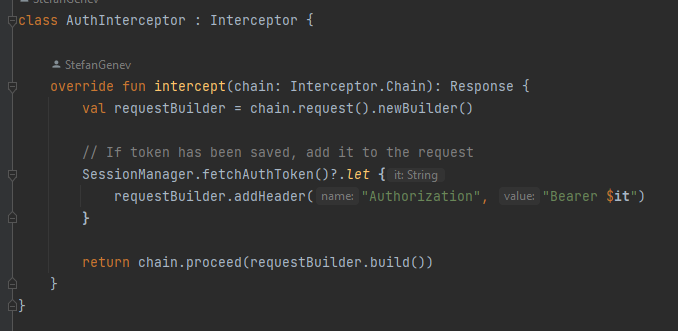 StefanGenev
class AuthInterceptor : Interceptor {
StefanGenev
override fun intercept(chain: Interceptor.Chain): Response {
val requestBuilder = chain.request().newBuilder()
// If token has been saved, add it to the request
SessionManager.fetchAuthToken()?.let { it: String
requestBuilder.addHeader( name: "Authorization", value: "Bearer $it")
}
return chain.proceed(requestBuilder.build())
}
}